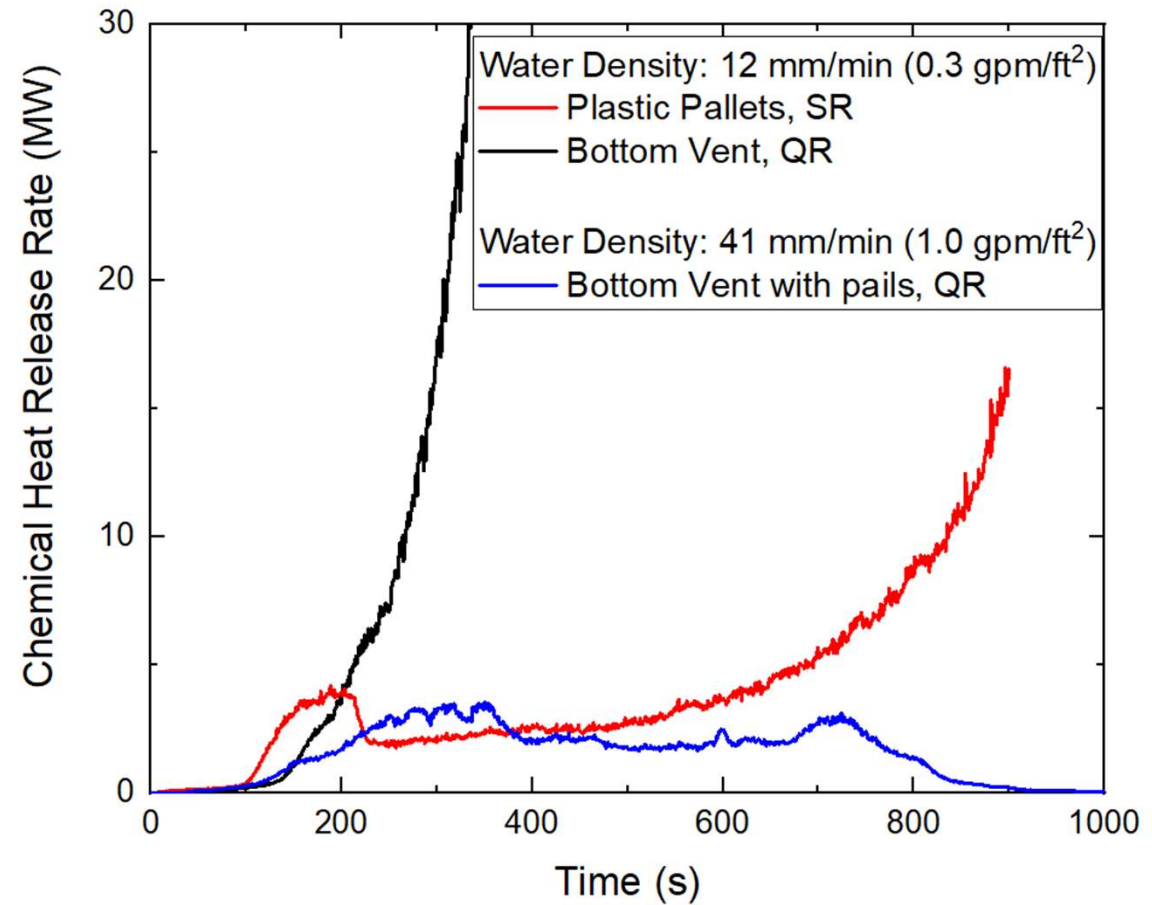 Chemical Heat Release Rate (MW)
30
20
10
0
Water Density: 12 mm/min (0.3 gpm/ft²)
Plastic Pallets, SR
Bottom Vent, QR
Water Density: 41 mm/min (1.0 gpm/ft²)
Bottom Vent with pails, QR
0 200 400 600 800 1000
Time (s)